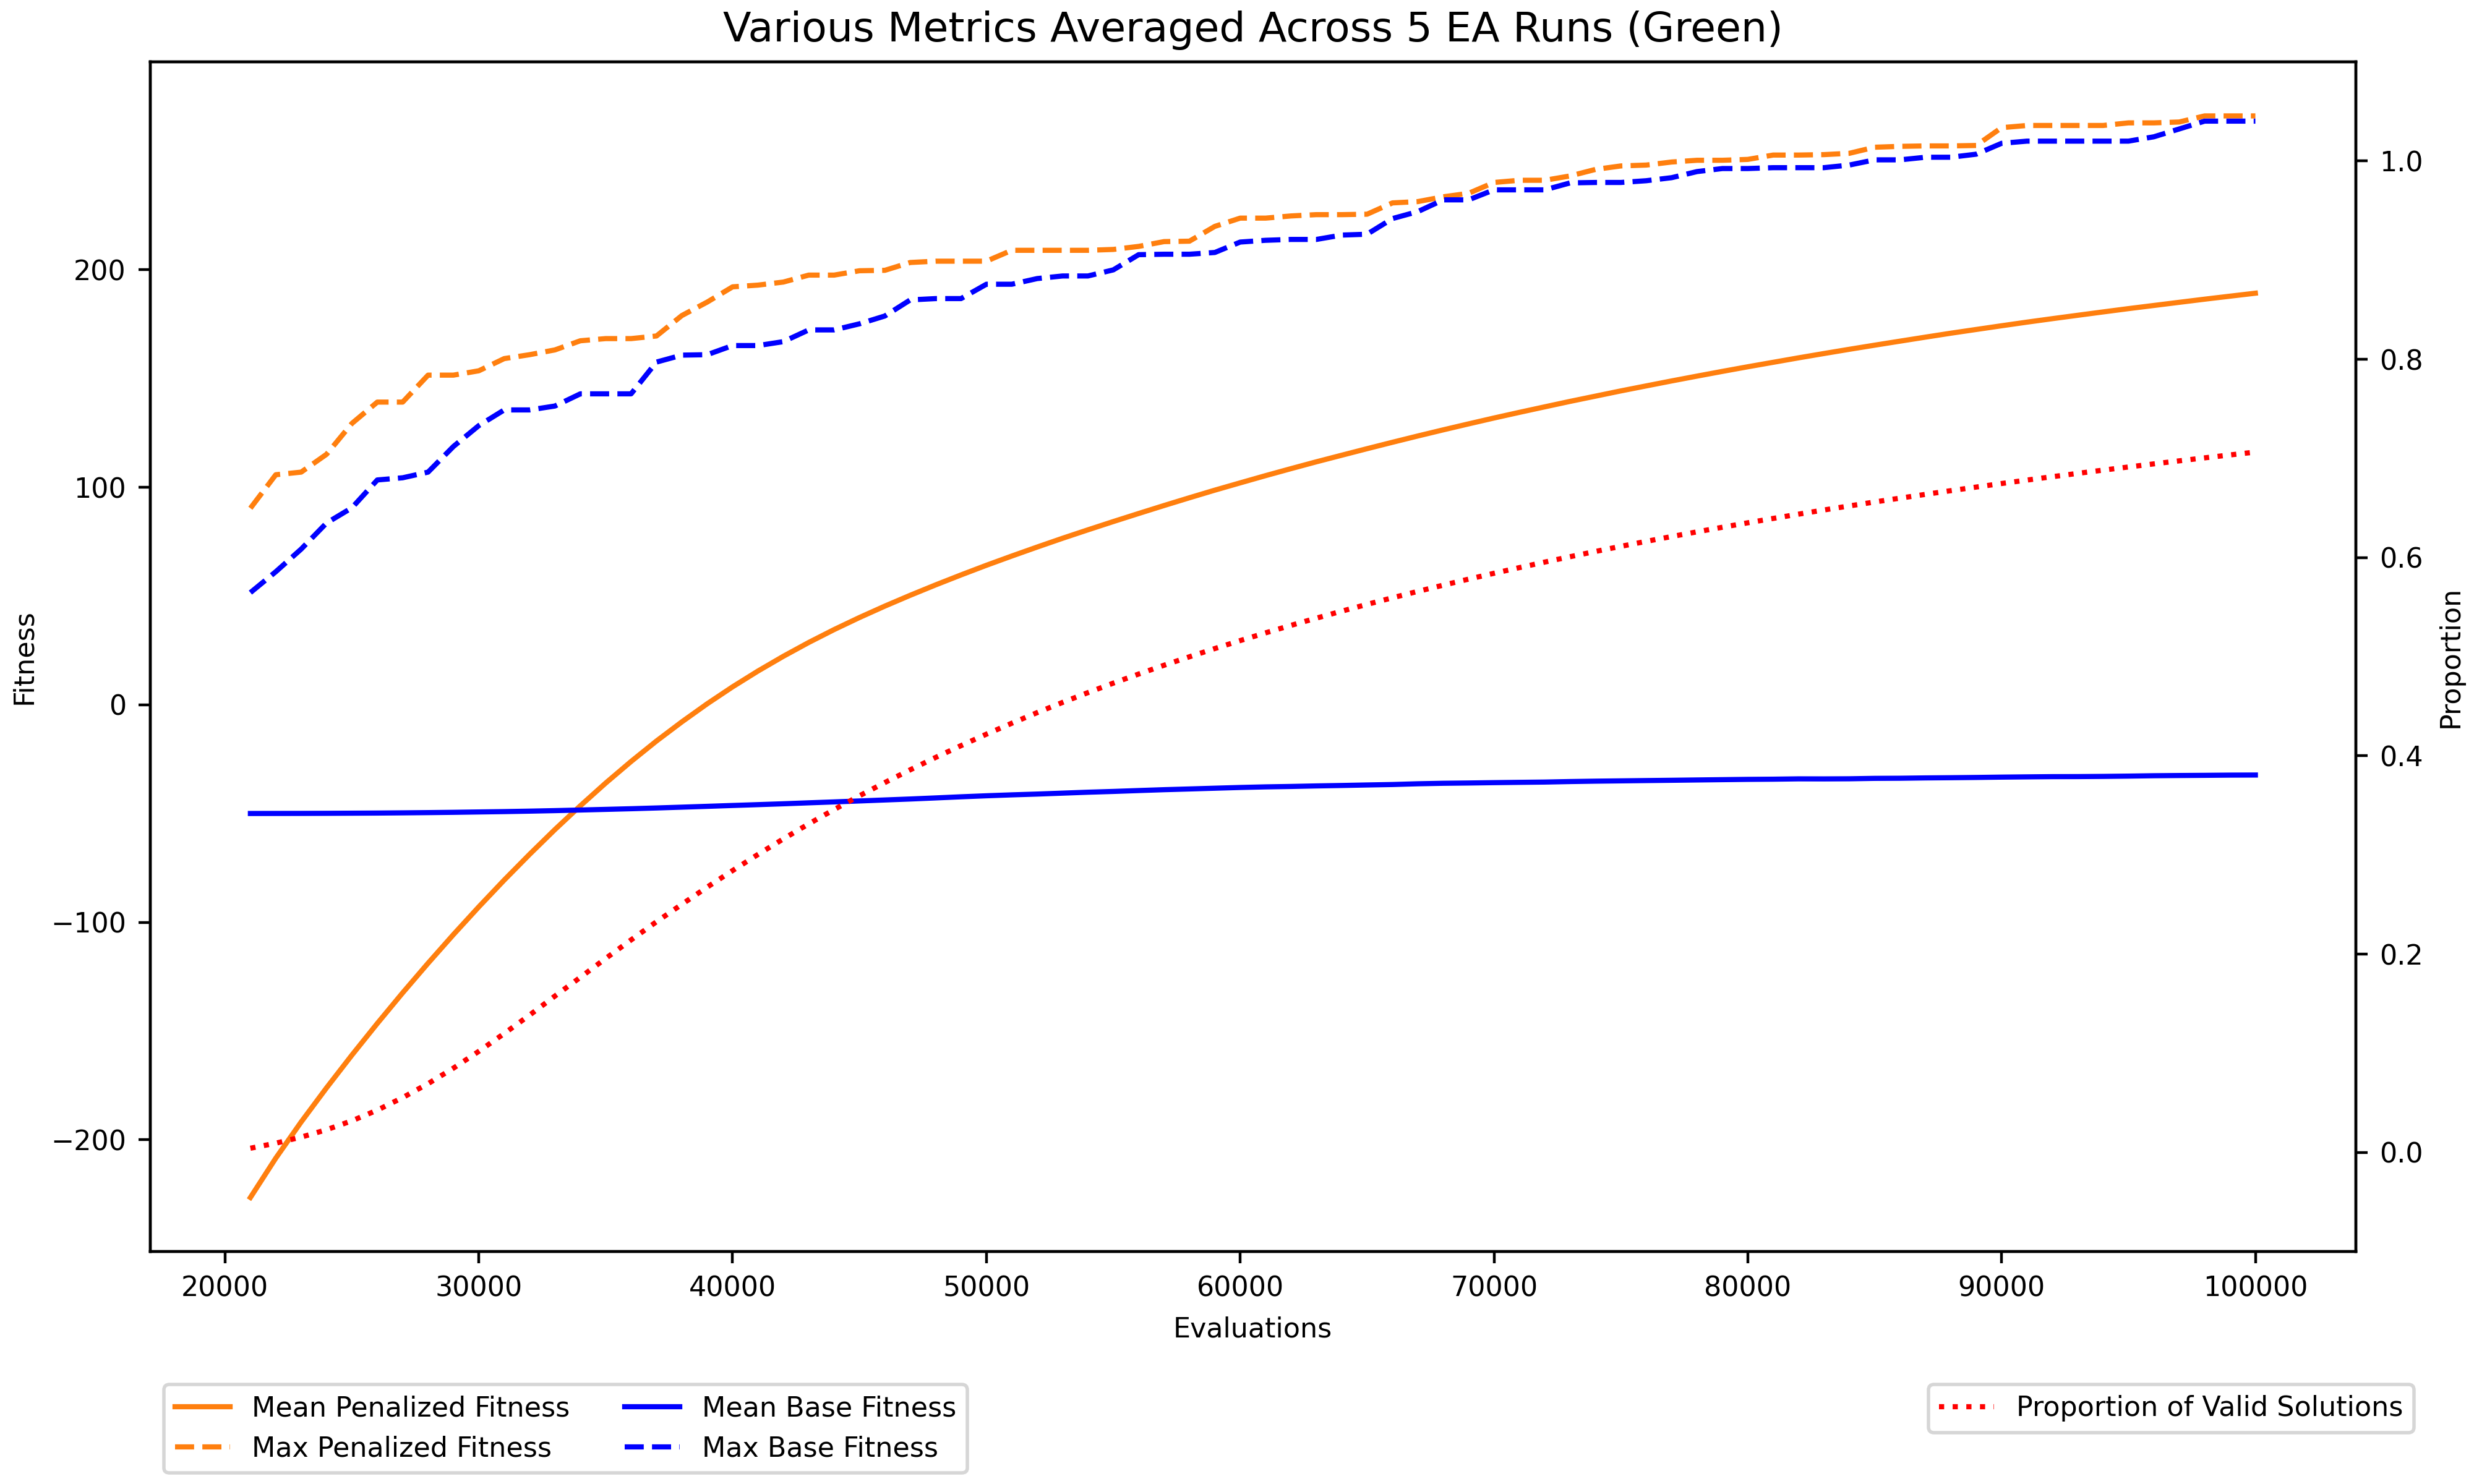 Various Metrics Averaged Across 5 EA Runs (Green)
Fitness
200
100
0
−100
−200
1.0
0.8
0.6
0.4
0.2
0.0
Proportion
20000 30000 40000 50000 60000 70000 80000 90000 100000
Evaluations
Mean Penalized Fitness Mean Base Fitness
Max Penalized Fitness Max Base Fitness
Proportion of Valid Solutions